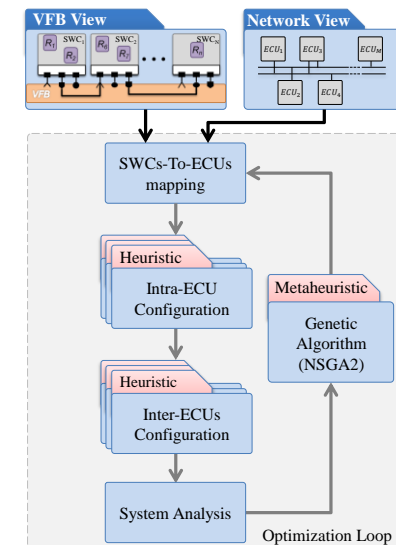 VFB View
Network View
SWC1
SWC2
SWCN
R1
R2
R6
R5
Rn
VFB
ECU1
ECU3
ECUM
ECU2
ECU4
SWCs-To-ECUs
mapping
Heuristic
Intra-ECU
Configuration
Metaheuristic
Genetic
Algorithm
(NSGA2)
Heuristic
Inter-ECUs
Configuration
System Analysis
Optimization Loop